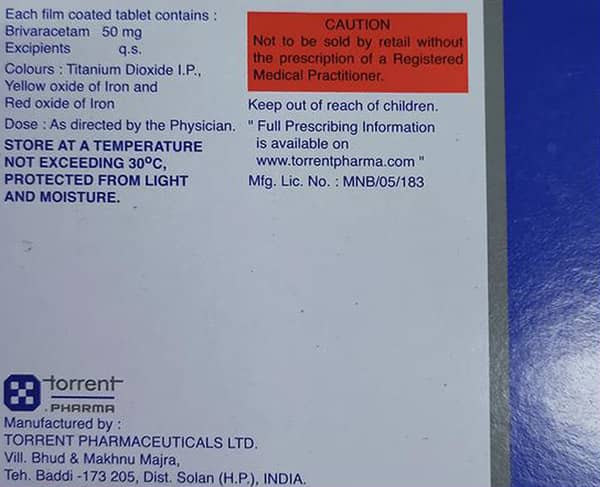 Each film coated tablet contains :
Brivaracetam 50 mg
Excipients q.s.
Colours : Titanium Dioxide I.P.,
Yellow oxide of Iron and
Red oxide of Iron
Dose : As directed by the Physician.
STORE AT A TEMPERATURE
NOT EXCEEDING 30ºC,
PROTECTED FROM LIGHT
AND MOISTURE.
CAUTION
Not to be sold by retail without
the prescription of a Registered
Medical Practitioner.
Keep out of reach of children.
" Full Prescribing Information
is available on
www.torrentpharma.com "
Mfg. Lic. No. : MNB/05/183
torrent
PHARMA
Manufactured by :
TORRENT PHARMACEUTICALS LTD.
Vill. Bhud & Makhnu Majra,
Teh. Baddi -173 205, Dist. Solan (H.P.), INDIA.